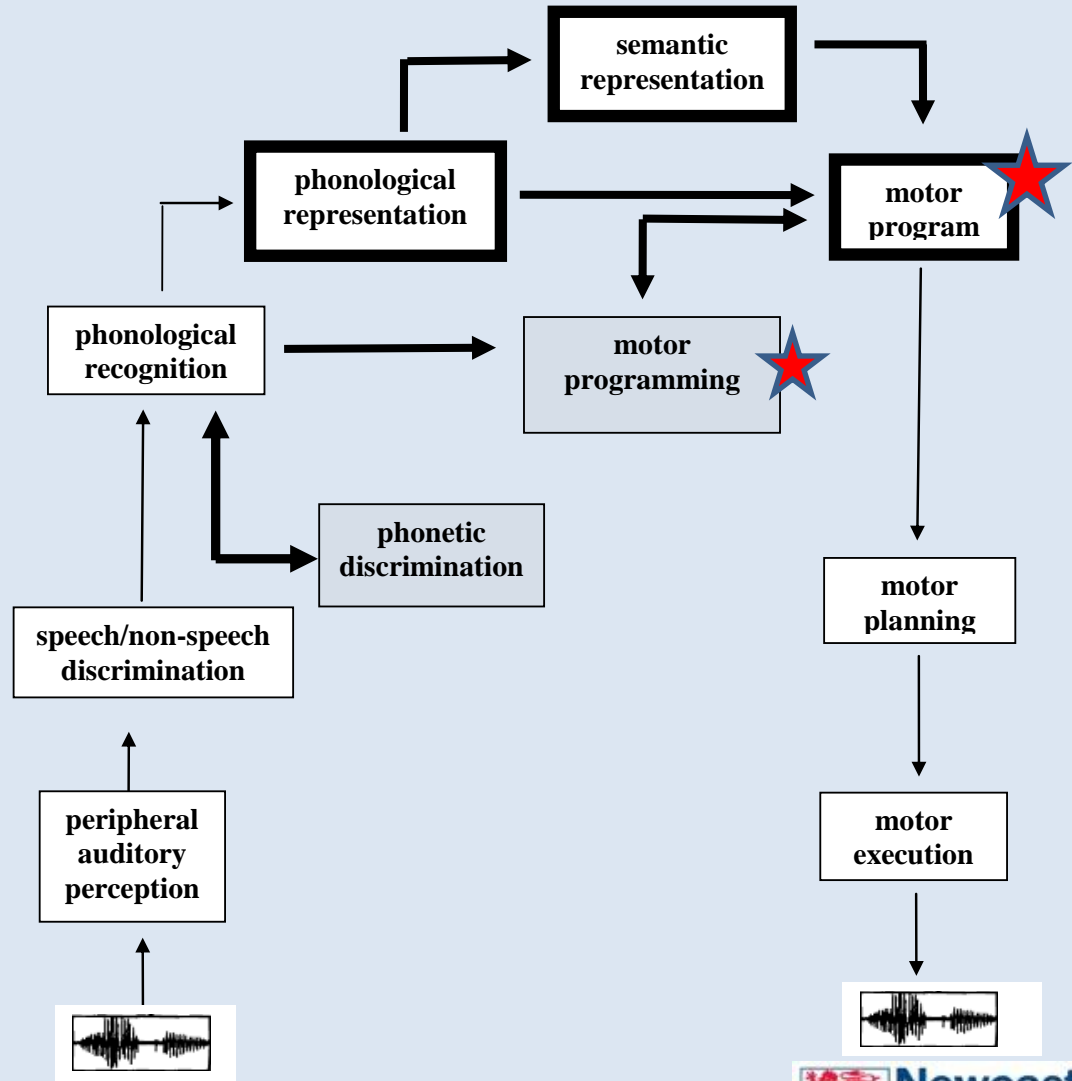 semantic
representation
phonological
representation
motor
program
phonological
recognition
motor
programming
phonetic
discrimination
motor
planning
speech/non-speech
discrimination
peripheral
auditory
perception
motor
execution